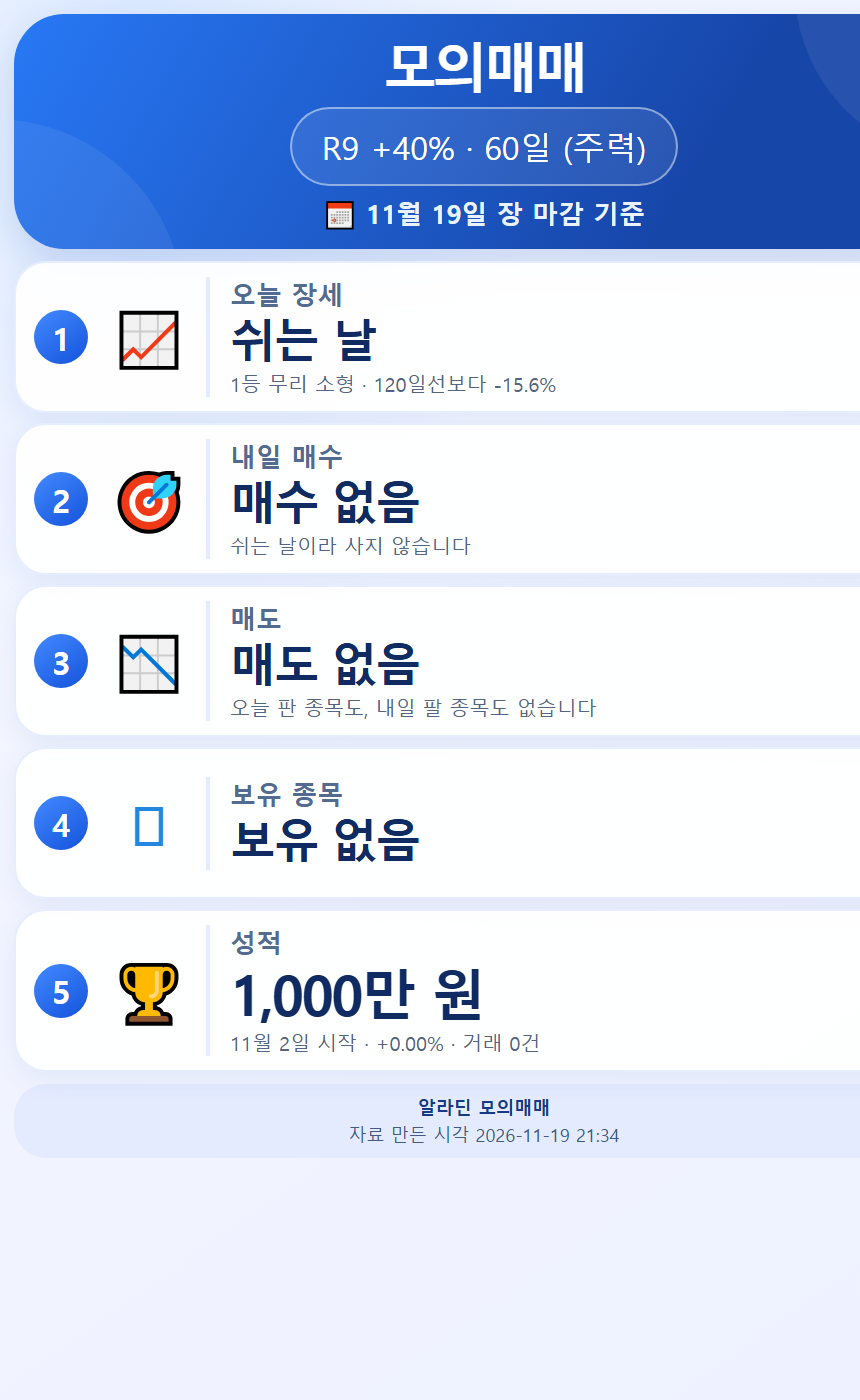 모의매매
R9 +40% · 60일 (주력)
11월 19일 장 마감 기준
1
오늘 장세
쉬는 날
1등 무리 소형 · 120일선보다 -15.6%
2
내일 매수
매수 없음
쉬는 날이라 사지 않습니다
3
매도
매도 없음
오늘 판 종목도, 내일 팔 종목도 없습니다
4
보유 종목
보유 없음
5
성적
1,000만 원
11월 2일 시작 · +0.00% · 거래 0건
알라딘 모의매매
자료 만든 시각 2026-11-19 21:34